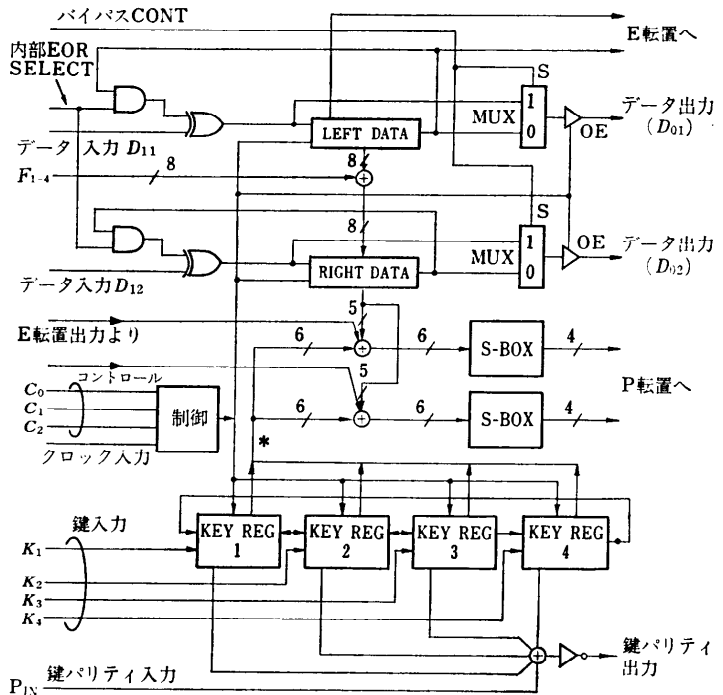 バイパスCONT
E転置へ
内部EOR
SELECT
S
1
0
MUX
OE
データ出力
(D01)
LEFT DATA
データ入力 D11
8
F1-4
8
8
S
1
0
MUX
OE
データ出力
(D02)
RIGHT DATA
データ入力D12
5
E転置出力より
6
6
S-BOX
4
コントロール
5
P転置へ
C0
C1
C2
制御
6
6
S-BOX
4
クロック入力
*
鍵入力
KEY REG
1
KEY REG
2
KEY REG
3
KEY REG
4
K1
K2
K3
K4
鍵パリティ
出力
鍵パリティ入力
PIN